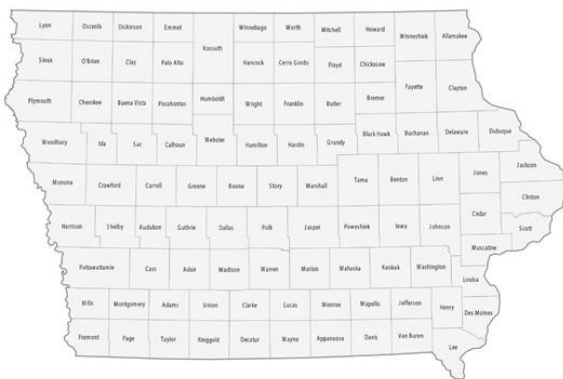 Lyon Osceola Dickinson Emmet Winnebago Worth Mitchell Howard
Kossuth Winneshiek Allamakee
Sioux O'Brien Clay Palo Alto Hancock Cerro Gordo Floyd Chickasaw
Fayette Clayton
Plymouth Cherokee Buena Vista Pocahontas Humboldt Wright Franklin Butler Bremer
Woodbury Ida Sac Calhoun Webster Hamilton Hardin Grundy Black Hawk Buchanan Delaware Dubuque
Jackson
Monona Crawford Carroll Greene Boone Story Marshall Tama Benton Linn Jones
Clinton
Cedar
Harrison Shelby Audubon Guthrie Dallas Polk Jasper Poweshiek Iowa Johnson Scott
Muscatine
Pottawattamie Cass Adair Madison Warren Marion Mahaska Keokuk Washington
Louisa
Mills Montgomery Adams Union Clarke Lucas Monroe Wapello Jefferson Henry
Des Moines
Fremont Page Taylor Ringgold Decatur Wayne Appanoose Davis Van Buren
Lee